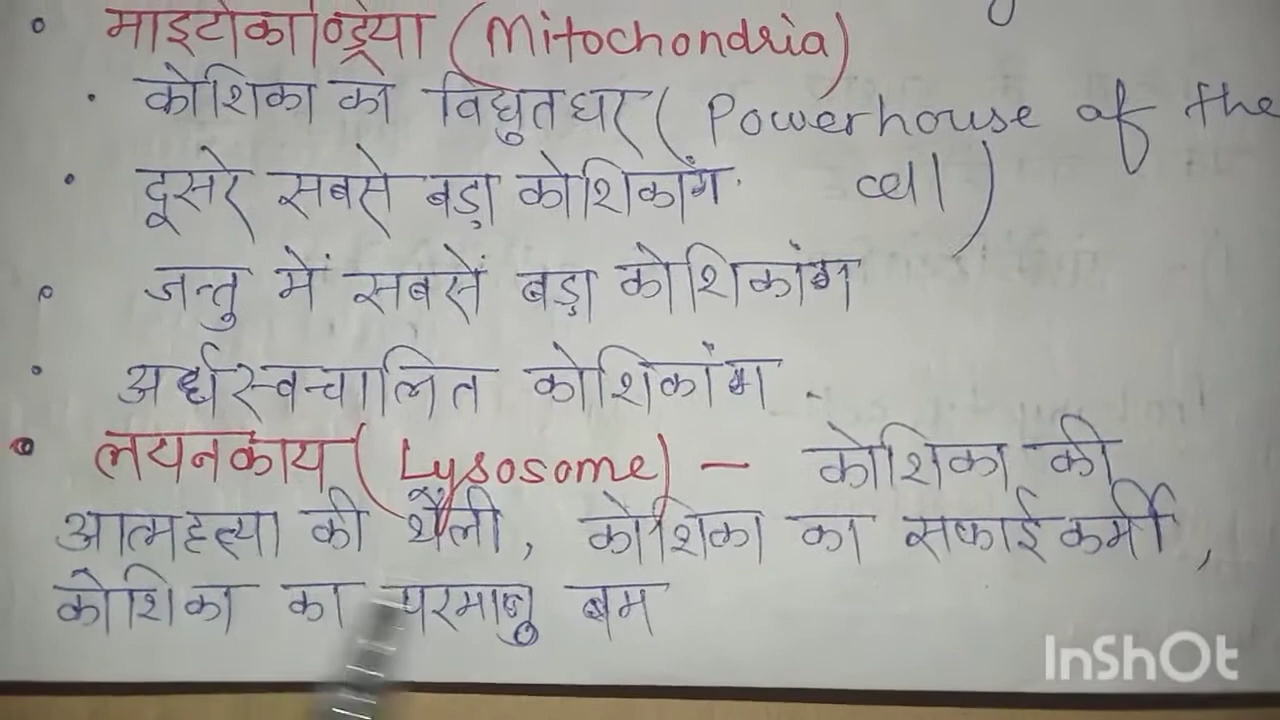 माइटोकाण्ड्रिया (Mitochondria)
कोशिका का विद्युतघर (Powerhouse of the cell)
दूसरे सबसे बड़ा कोशिकांग.
जन्तु में सबसें बड़ा कोशिकांग
अर्धस्वचालित कोशिकांग.
लयनकाय (Lysosome) - कोशिका की
आत्महत्या की थैली, कोशिका का सफाईकर्मी,
कोशिका का परमाणु बम
InShOt